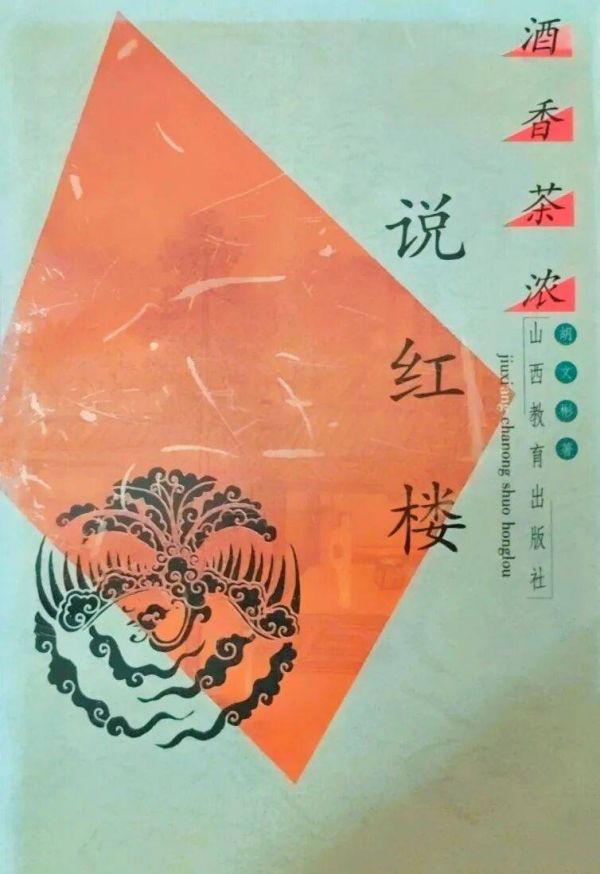 酒香茶浓
说红楼
胡文彬著
山西教育出版社
jiuxiang chanong shuo honglou